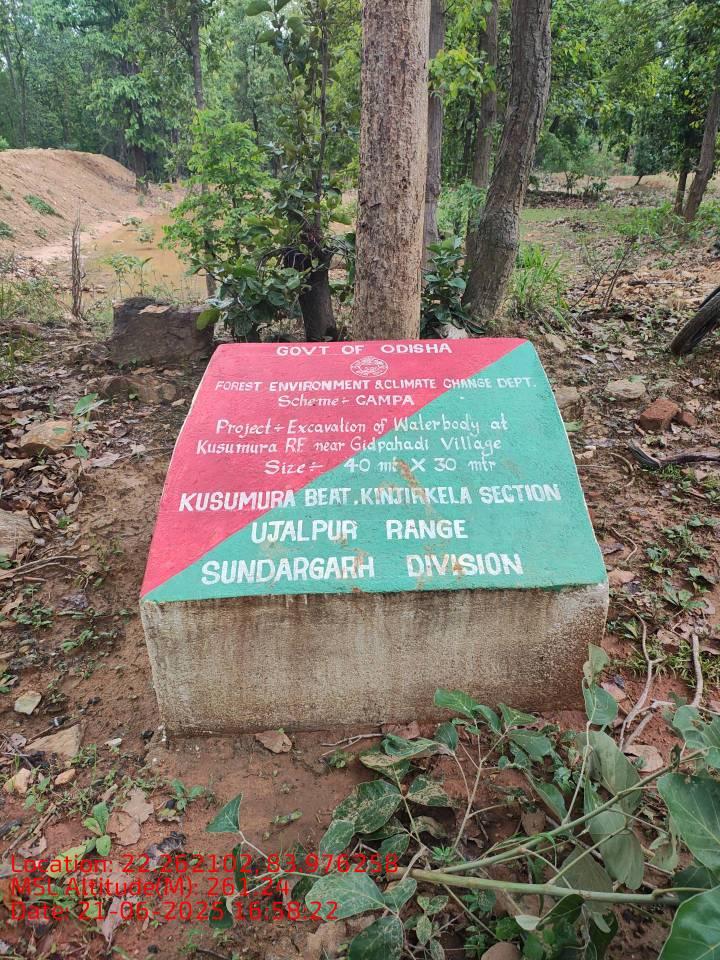 GOVT OF ODISHA
FOREST ENVIRONMENT & CLIMATE CHANGE DEPT.
Scheme÷ CAMPA
Project÷ Excavation of Waterbody at
Kusumura RF near Gidpahadi Village
Size÷ 40 mt X 30 mtr
KUSUMURA BEAT. KINJIRKELA SECTION
UJALPUR RANGE
SUNDARGARH DIVISION
Location: 22.262102, 83.976258
MSL Altitude(M): 261.24
Date: 21-06-2025 16:58:22